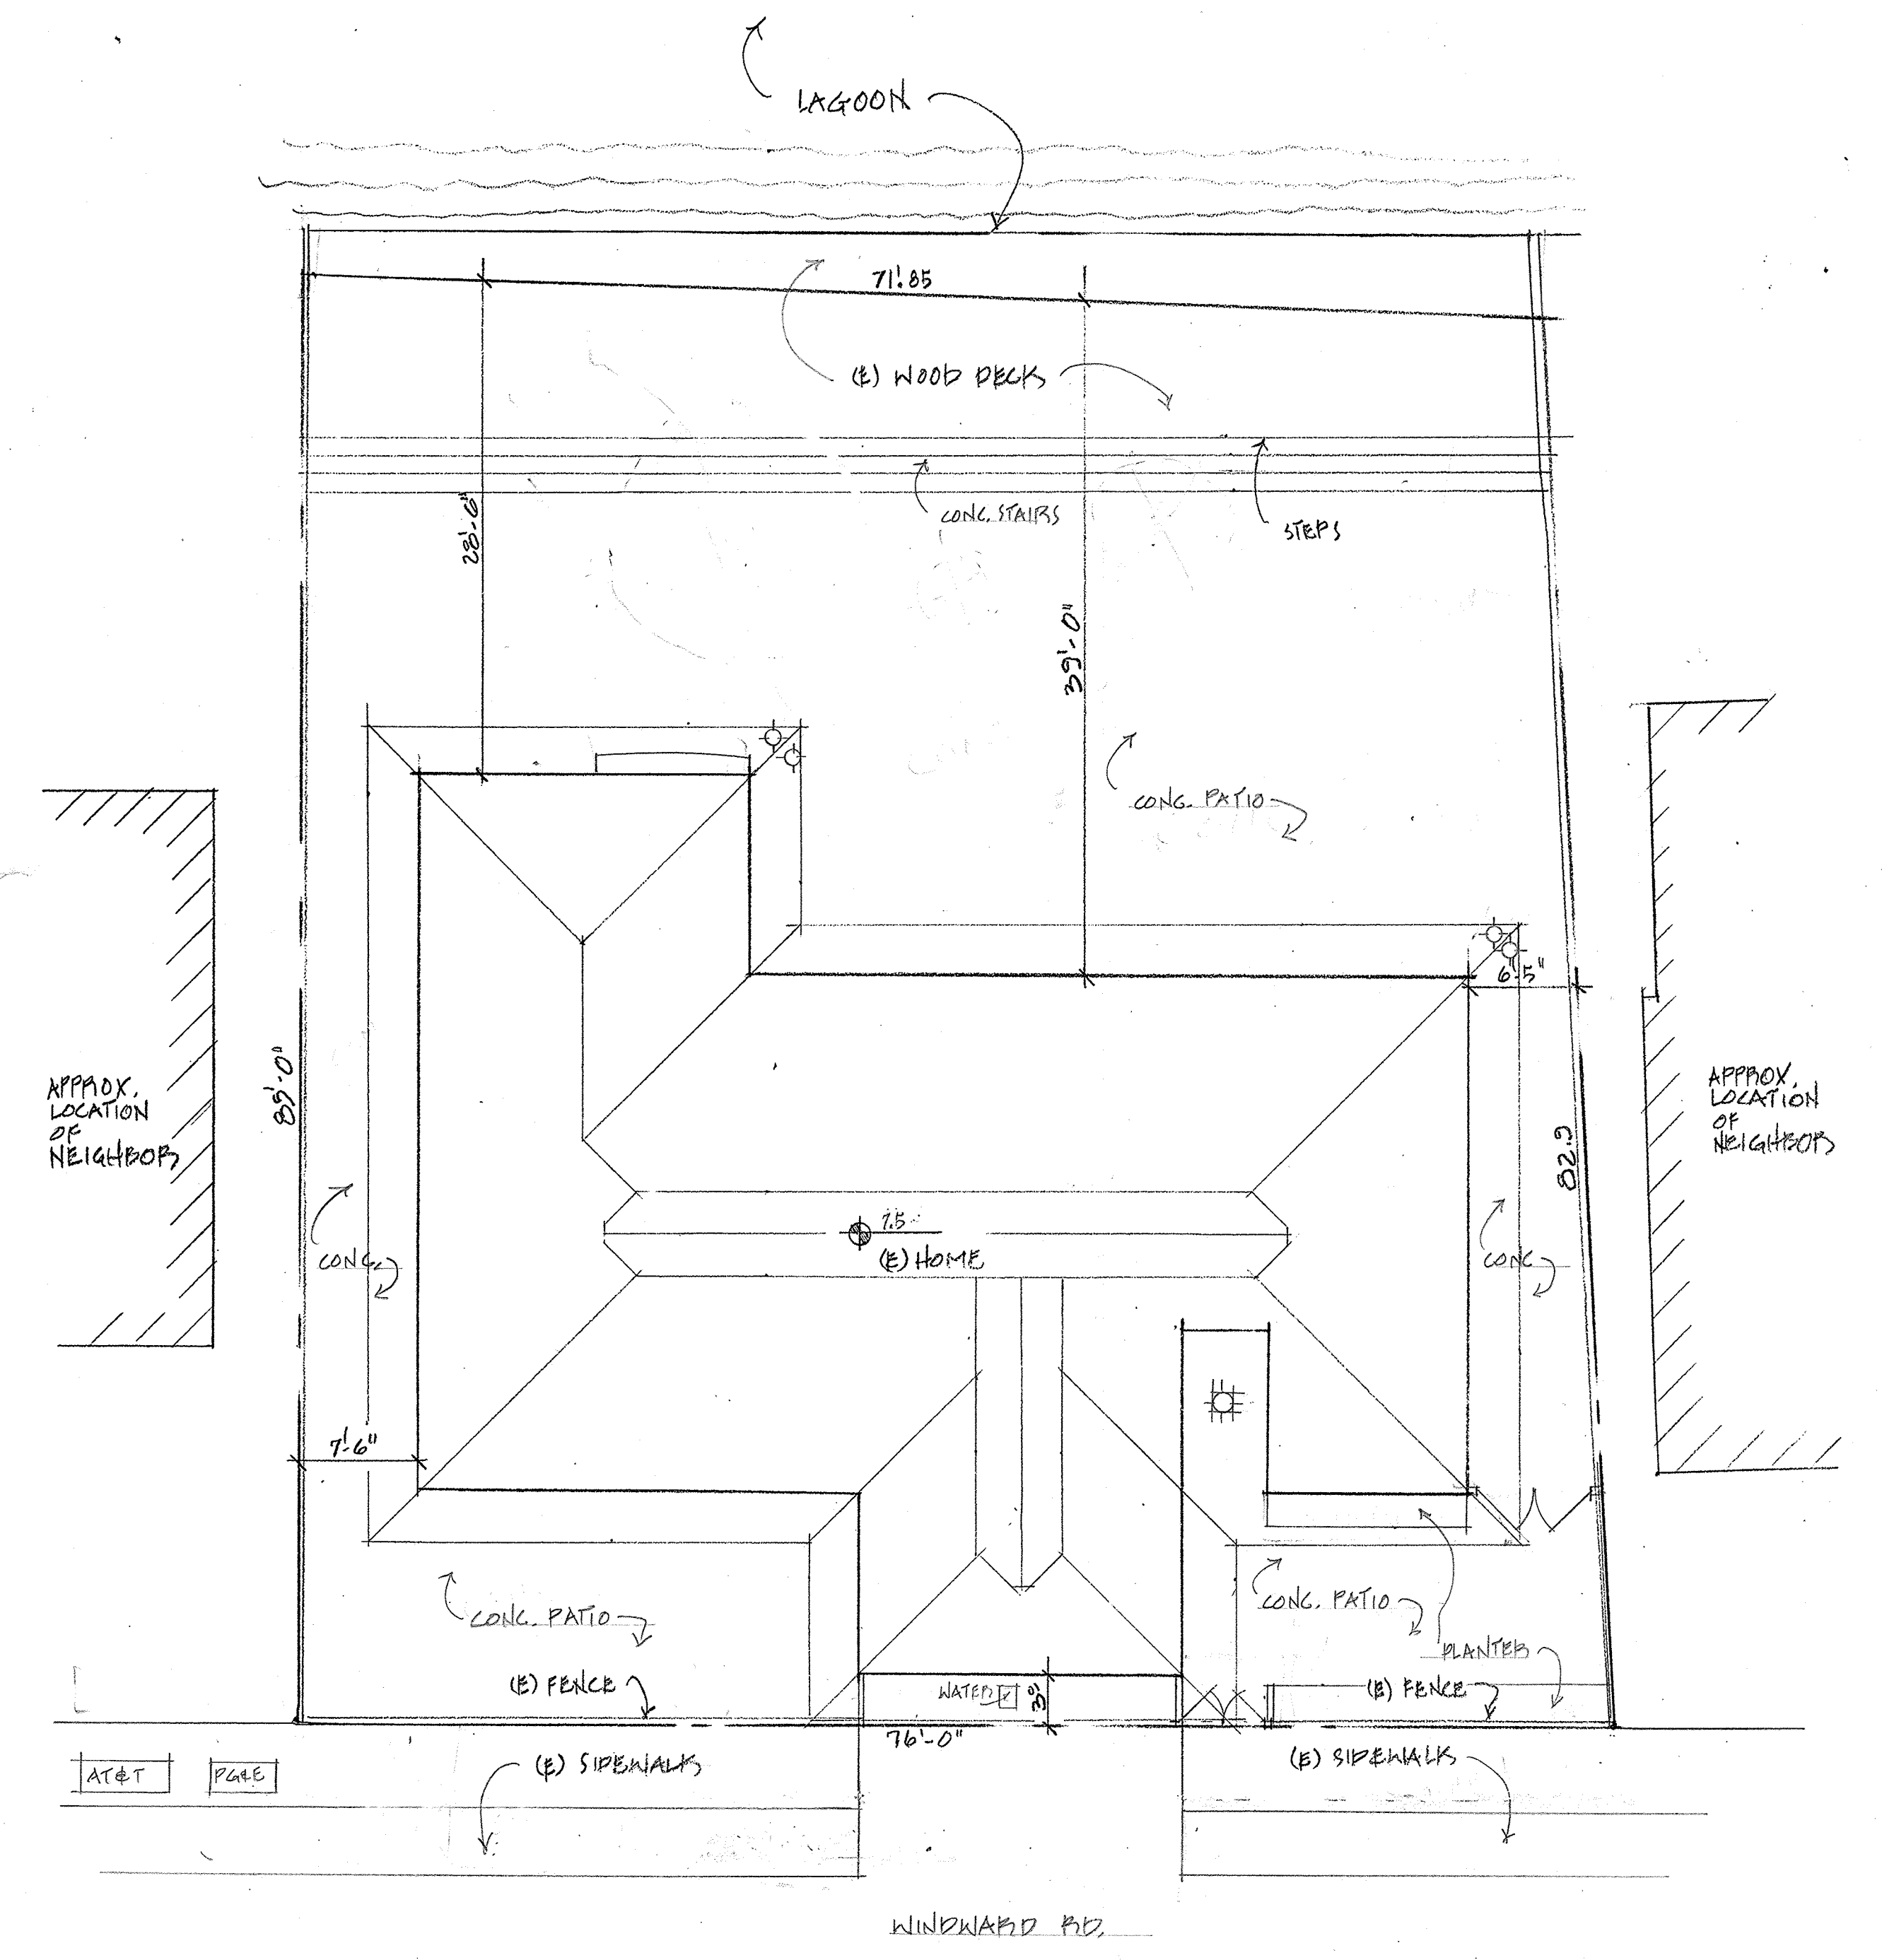 LAGOON
71'.85
(E) WOOD DECK
CONC. STAIRS
STEPS
28'-6"
39'-0"
CONC. PATIO
6'-5"
APPROX.
LOCATION
OF
NEIGHBOR
89'-0"
APPROX.
LOCATION
OF
NEIGHBOR
82.9
7.5
(E) HOME
CONC.
CONC
7'-6"
CONC. PATIO
CONC. PATIO
PLANTER
(E) FENCE
WATER
3'0"
(E) FENCE
76'-0"
AT&T
PG&E
(E) SIDEWALK
(E) SIDEWALK
WINDWARD RD.